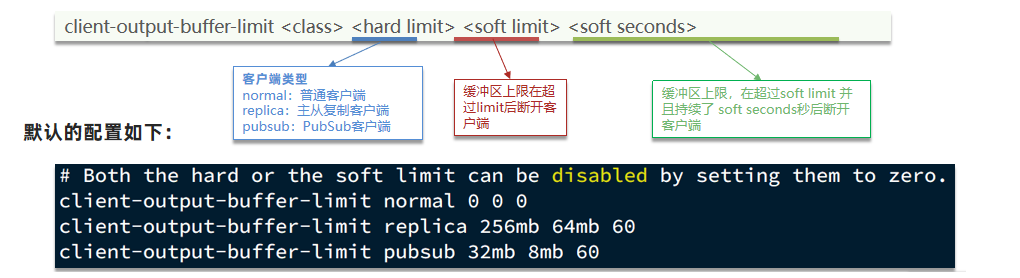 client-output-buffer-limit <class> <hard limit> <soft limit> <soft seconds>
客户端类型
normal：普通客户端
replica：主从复制客户端
pubsub：PubSub客户端
缓冲区上限在超
过limit后断开客
户端
缓冲区上限，在超过soft limit 并
且持续了 soft seconds秒后断开
客户端
默认的配置如下：
# Both the hard or the soft limit can be disabled by setting them to zero.
client-output-buffer-limit normal 0 0 0
client-output-buffer-limit replica 256mb 64mb 60
client-output-buffer-limit pubsub 32mb 8mb 60